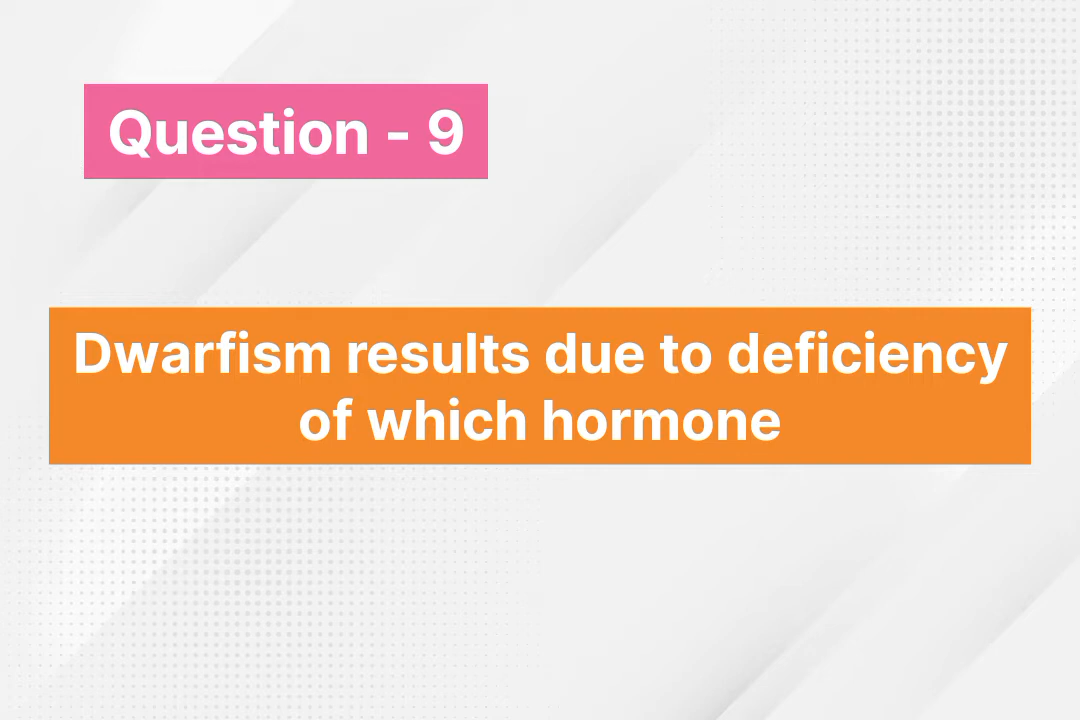 Question - 9
Dwarfism results due to deficiency
of which hormone